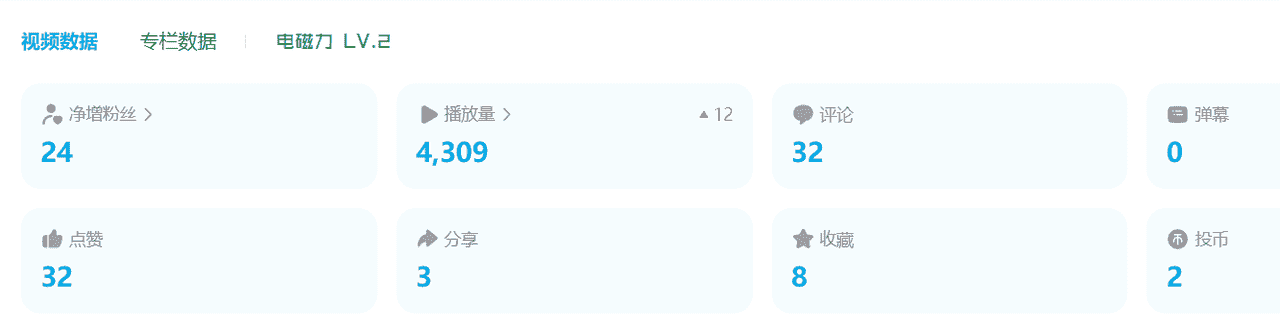 视频数据 专栏数据 电磁力 LV.2
净增粉丝 播放量 12 评论 弹幕
24 4,309 32 0
点赞 分享 收藏 投币
32 3 8 2